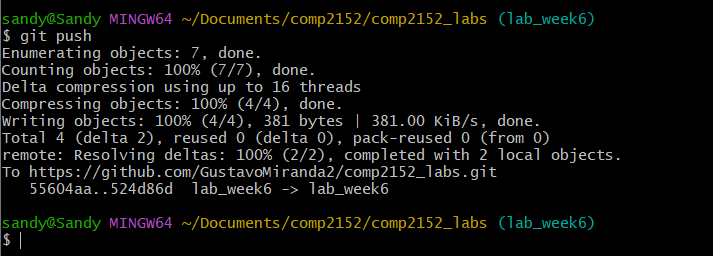 sandy@Sandy MINGW64 ~/Documents/comp2152/comp2152_labs (lab_week6)
$ git push
Enumerating objects: 7, done.
Counting objects: 100% (7/7), done.
Delta compression using up to 16 threads
Compressing objects: 100% (4/4), done.
Writing objects: 100% (4/4), 381 bytes | 381.00 KiB/s, done.
Total 4 (delta 2), reused 0 (delta 0), pack-reused 0 (from 0)
remote: Resolving deltas: 100% (2/2), completed with 2 local objects.
To https://github.com/GustavoMiranda2/comp2152_labs.git
   55604aa..524d86d  lab_week6 -> lab_week6
sandy@Sandy MINGW64 ~/Documents/comp2152/comp2152_labs (lab_week6)
$